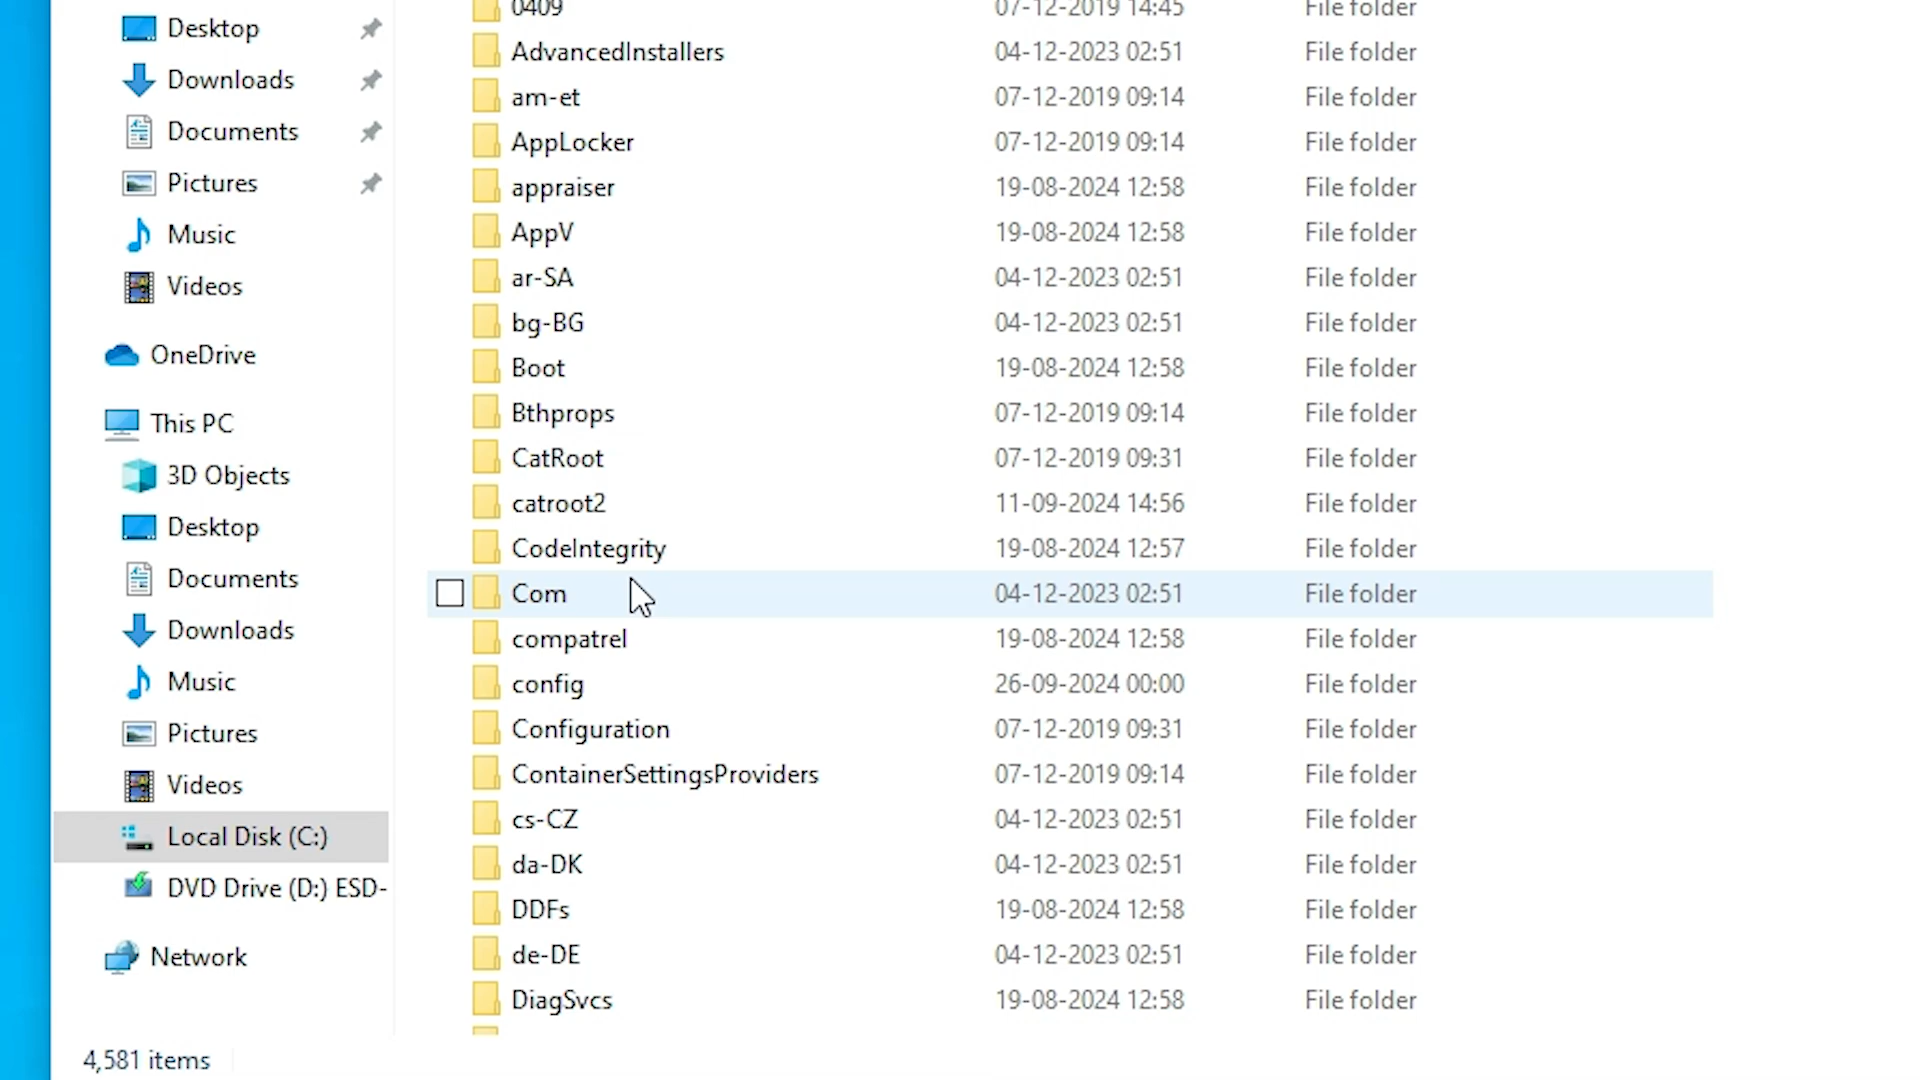 Desktop
Downloads
Documents
Pictures
Music
Videos
OneDrive
This PC
3D Objects
Desktop
Documents
Downloads
Music
Pictures
Videos
Local Disk (C:)
DVD Drive (D:) ESD-
Network
0409 07-12-2019 14:45 File folder
AdvancedInstallers 04-12-2023 02:51 File folder
am-et 07-12-2019 09:14 File folder
AppLocker 07-12-2019 09:14 File folder
appraiser 19-08-2024 12:58 File folder
AppV 19-08-2024 12:58 File folder
ar-SA 04-12-2023 02:51 File folder
bg-BG 04-12-2023 02:51 File folder
Boot 19-08-2024 12:58 File folder
Bthprops 07-12-2019 09:14 File folder
CatRoot 07-12-2019 09:31 File folder
catroot2 11-09-2024 14:56 File folder
CodeIntegrity 19-08-2024 12:57 File folder
Com 04-12-2023 02:51 File folder
compatrel 19-08-2024 12:58 File folder
config 26-09-2024 00:00 File folder
Configuration 07-12-2019 09:31 File folder
ContainerSettingsProviders 07-12-2019 09:14 File folder
cs-CZ 04-12-2023 02:51 File folder
da-DK 04-12-2023 02:51 File folder
DDFs 19-08-2024 12:58 File folder
de-DE 04-12-2023 02:51 File folder
DiagSvcs 19-08-2024 12:58 File folder
4,581 items